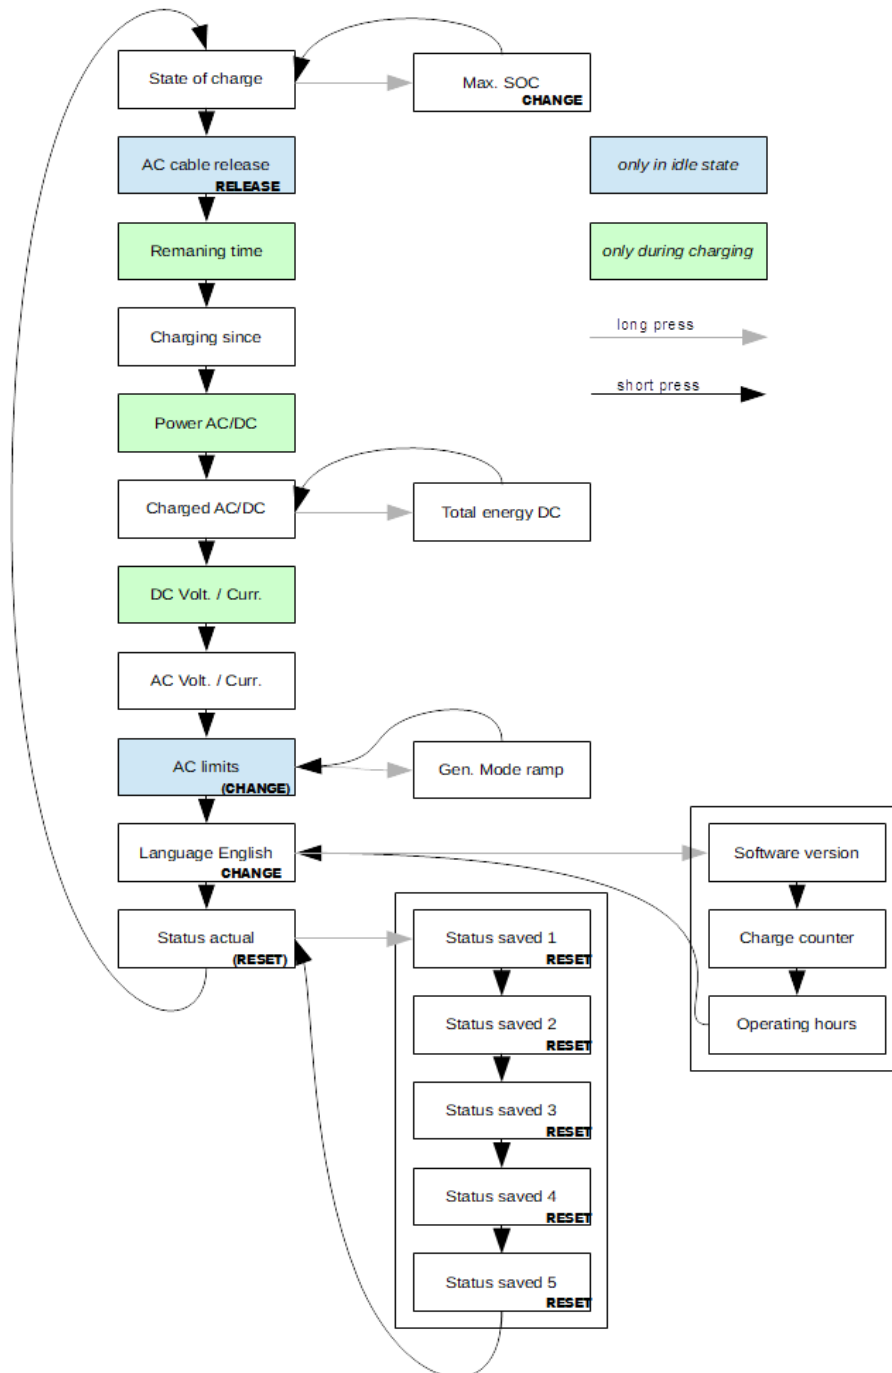 State of charge
Max. SOC
CHANGE
AC cable release
RELEASE
only in idle state
Remaning time
only during charging
Charging since
long press
short press
Power AC/DC
Charged AC/DC
Total energy DC
DC Volt. / Curr.
AC Volt. / Curr.
AC limits
(CHANGE)
Gen. Mode ramp
Language English
CHANGE
Software version
Status actual
(RESET)
Status saved 1
RESET
Charge counter
Status saved 2
RESET
Operating hours
Status saved 3
RESET
Status saved 4
RESET
Status saved 5
RESET